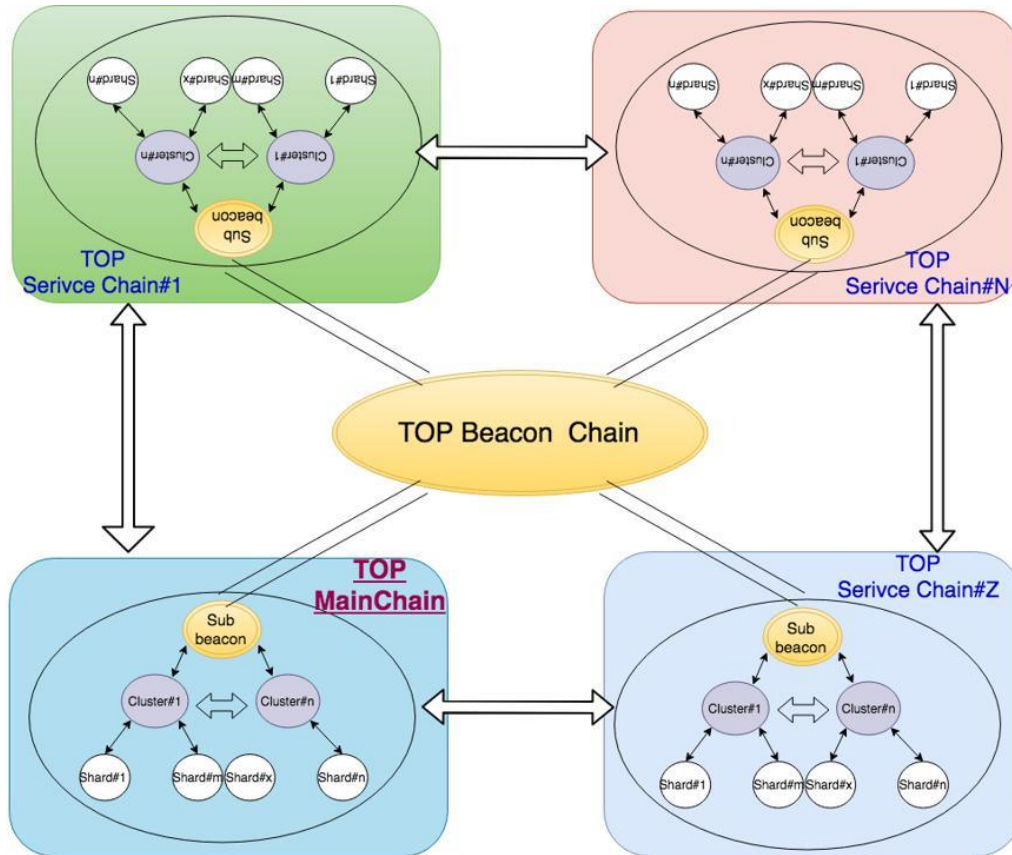 Shard#n
Shard#x
Shard#m
Shard#1
Cluster#n
Cluster#1
Sub
beacon
TOP
Serivce Chain#1
Shard#n
Shard#x
Shard#m
Shard#1
Cluster#n
Cluster#1
Sub
beacon
TOP
Serivce Chain#N
TOP Beacon Chain
TOP
MainChain
Sub
beacon
Cluster#1
Cluster#n
Shard#1
Shard#m
Shard#x
Shard#n
TOP
Serivce Chain#Z
Sub
beacon
Cluster#1
Cluster#n
Shard#1
Shard#m
Shard#x
Shard#n